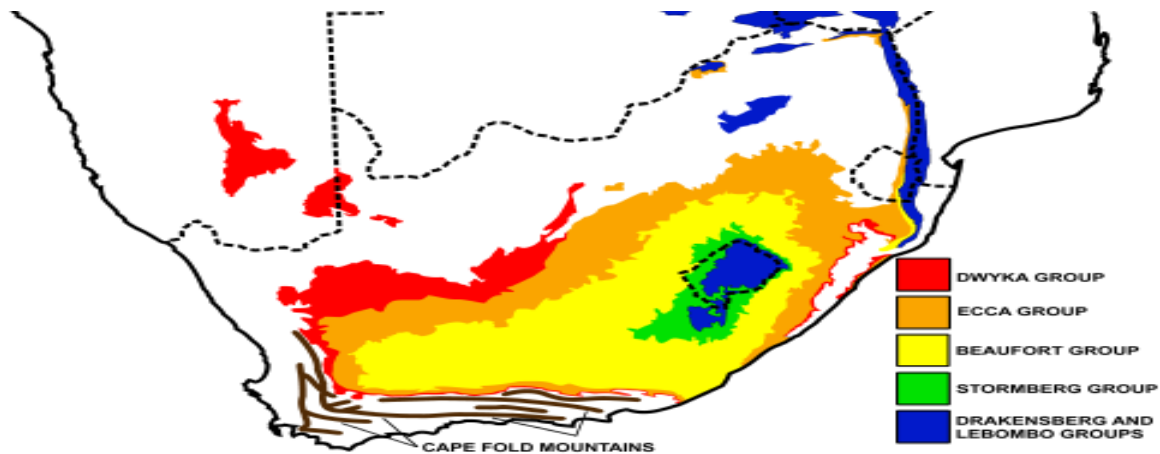 DWYKA GROUP
ECCA GROUP
BEAUFORT GROUP
STORMBERG GROUP
DRAKENSBERG AND
LEBOMBO GROUPS
CAPE FOLD MOUNTAINS